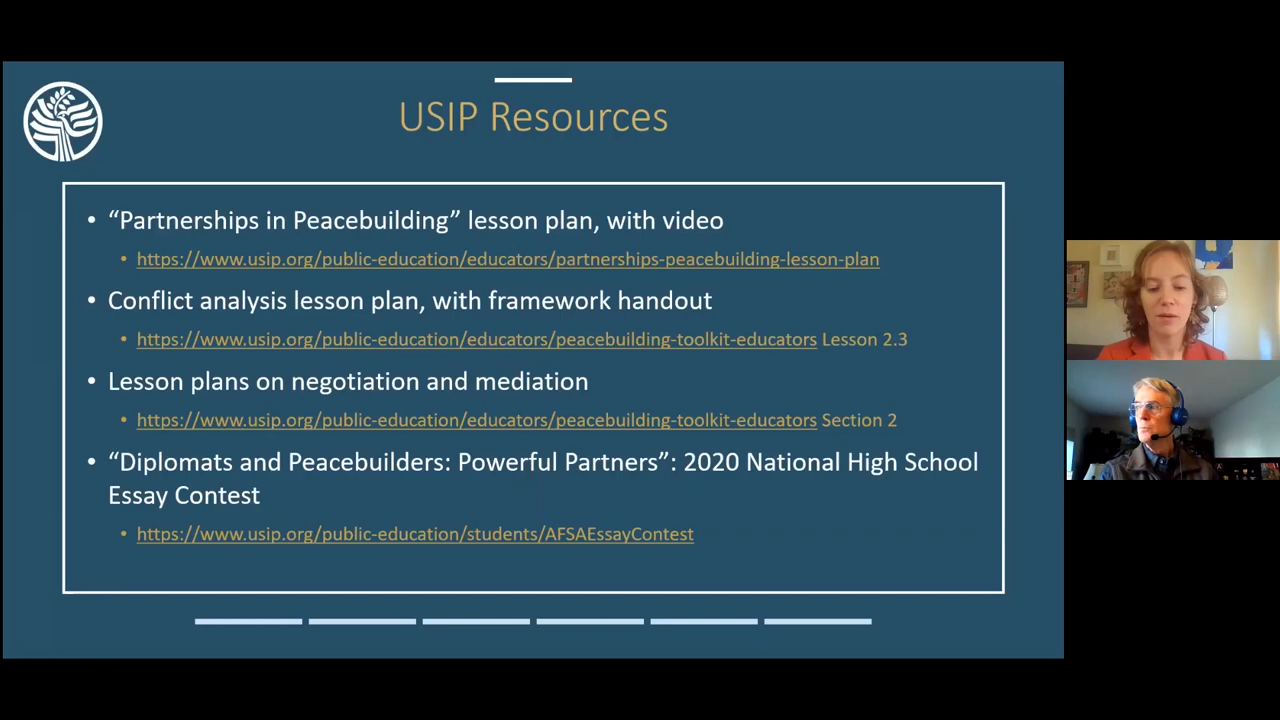 USIP Resources
• “Partnerships in Peacebuilding” lesson plan, with video
• https://www.usip.org/public-education/educators/partnerships-peacebuilding-lesson-plan
• Conflict analysis lesson plan, with framework handout
• https://www.usip.org/public-education/educators/peacebuilding-toolkit-educators Lesson 2.3
• Lesson plans on negotiation and mediation
• https://www.usip.org/public-education/educators/peacebuilding-toolkit-educators Section 2
• “Diplomats and Peacebuilders: Powerful Partners”: 2020 National High School
Essay Contest
• https://www.usip.org/public-education/students/AFSAEssayContest